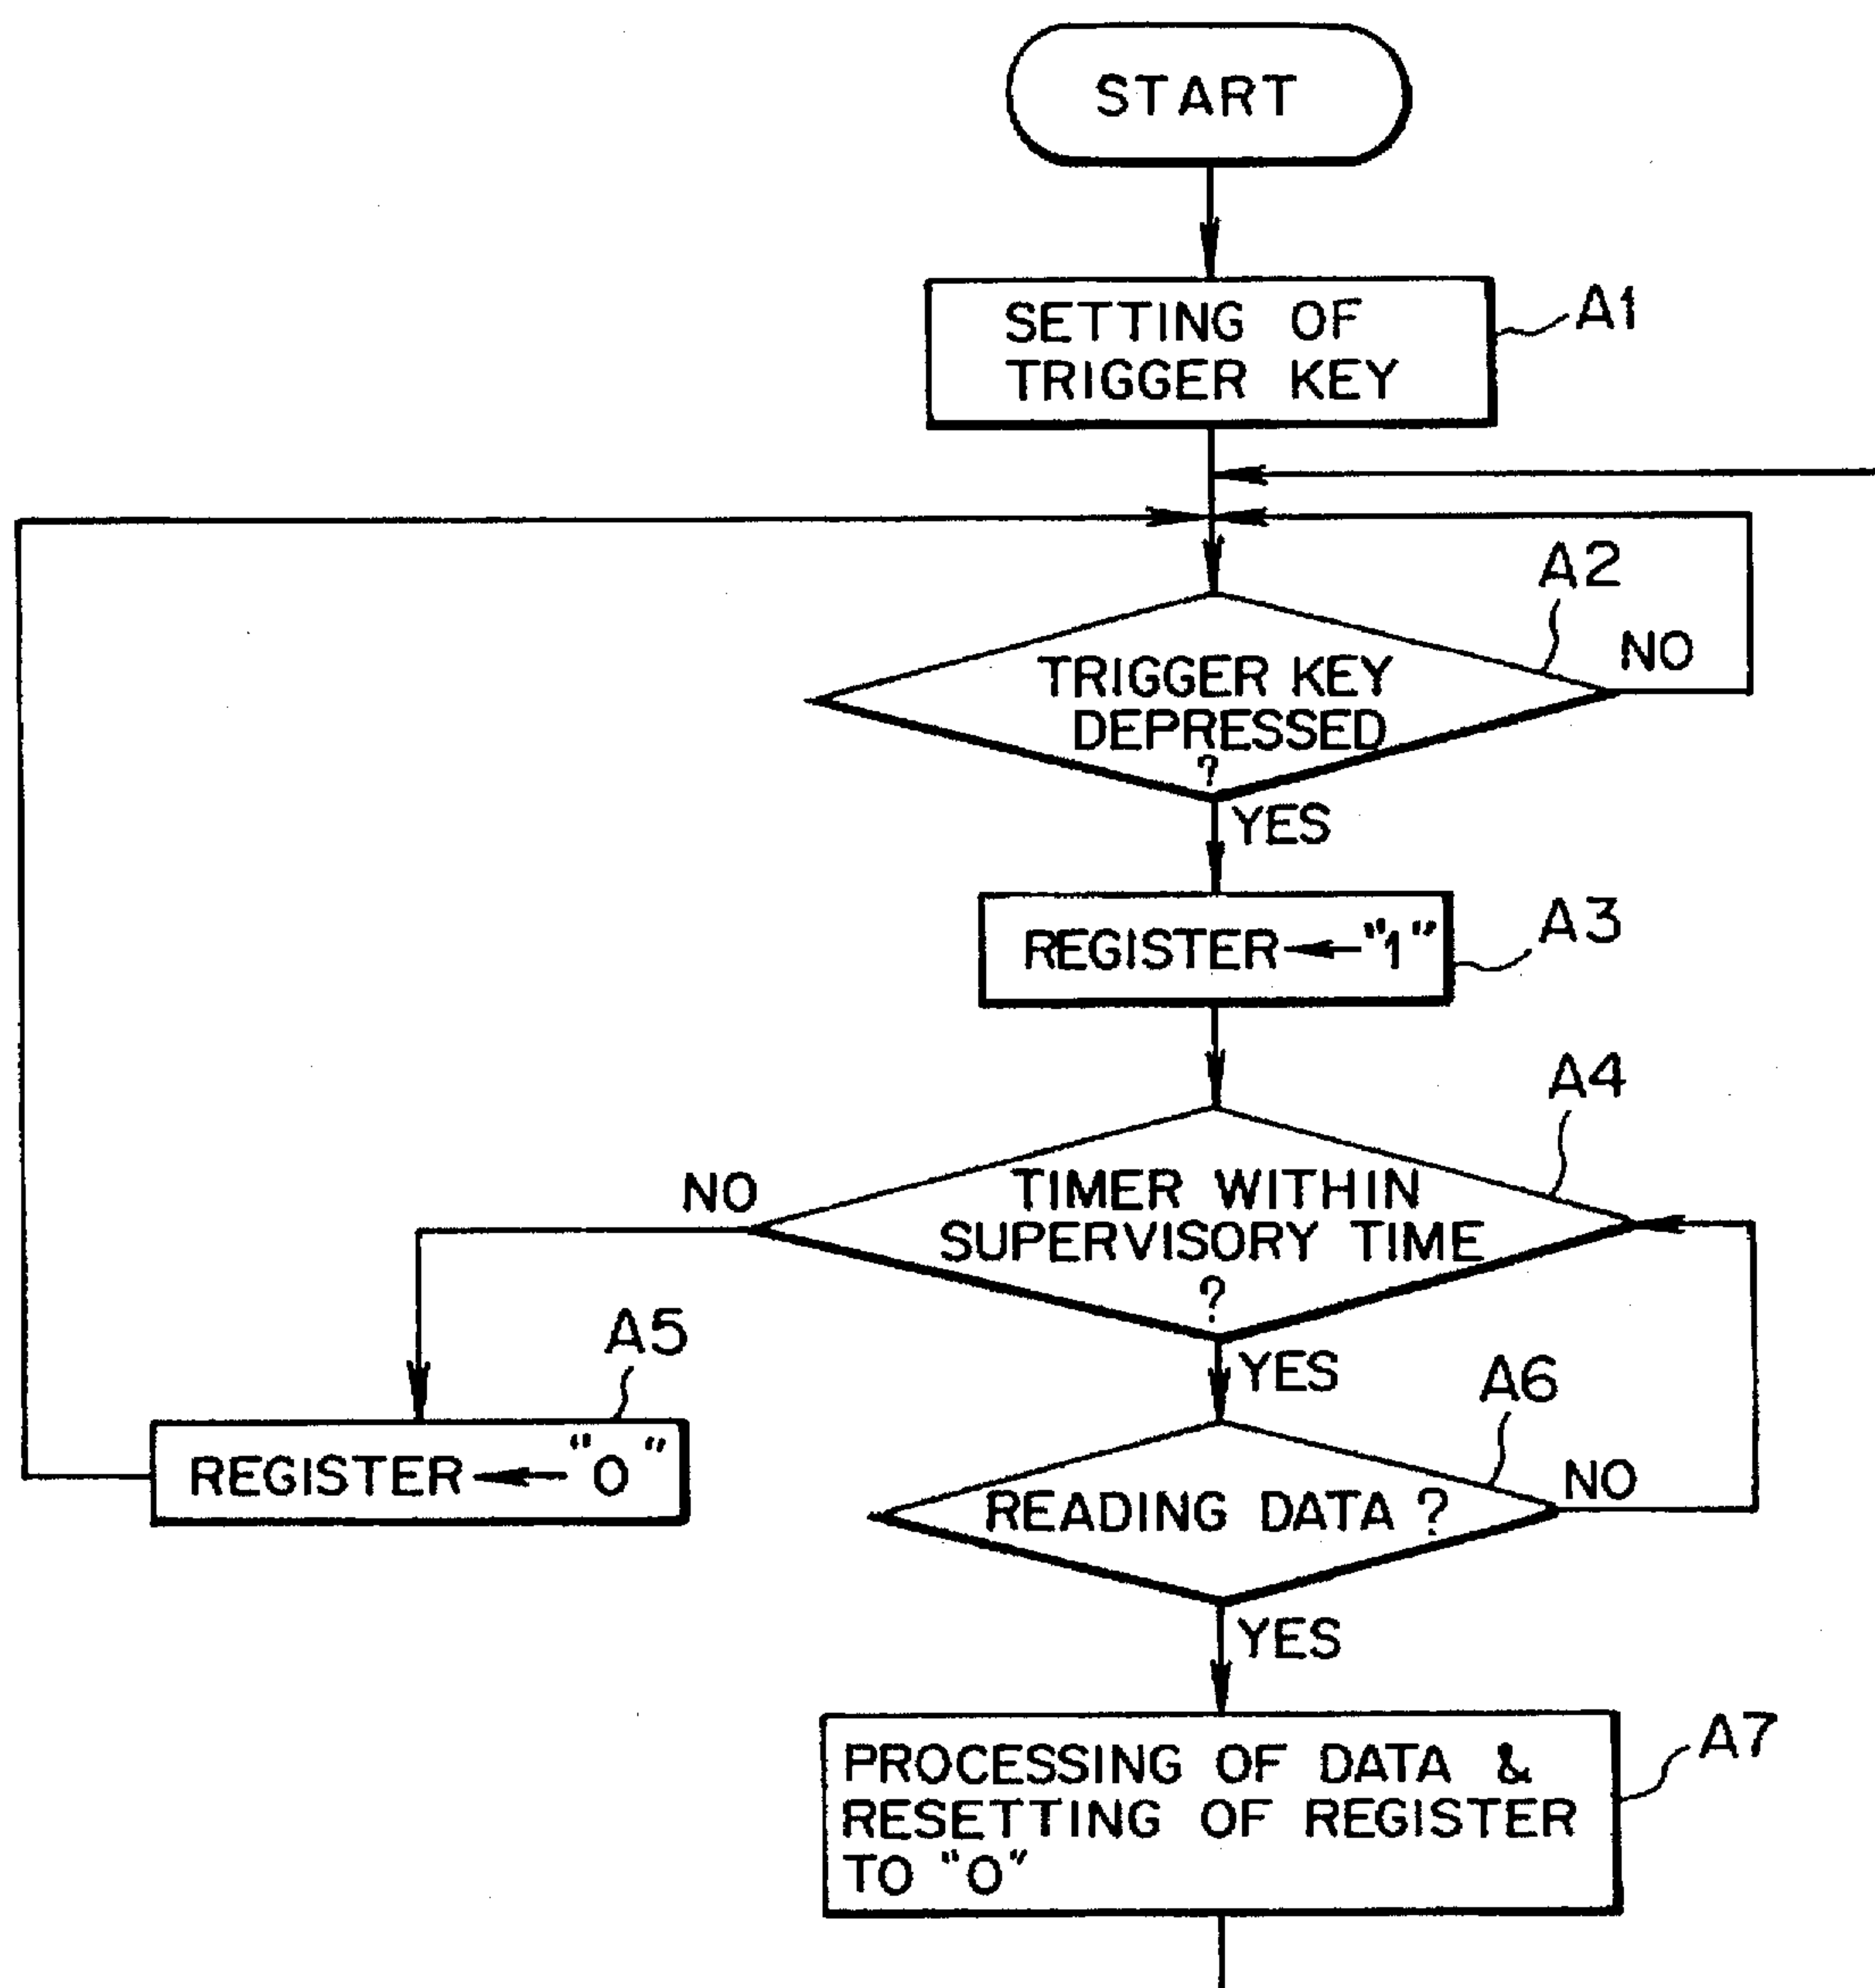 START
SETTING OF
TRIGGER KEY
A1
A2
TRIGGER KEY
DEPRESSED
?
NO
YES
REGISTER ← "1"
A3
A4
TIMER WITHIN
SUPERVISORY TIME
?
NO
YES
A5
REGISTER ← "0"
A6
READING DATA ?
NO
YES
PROCESSING OF DATA &
RESETTING OF REGISTER
TO "0"
A7